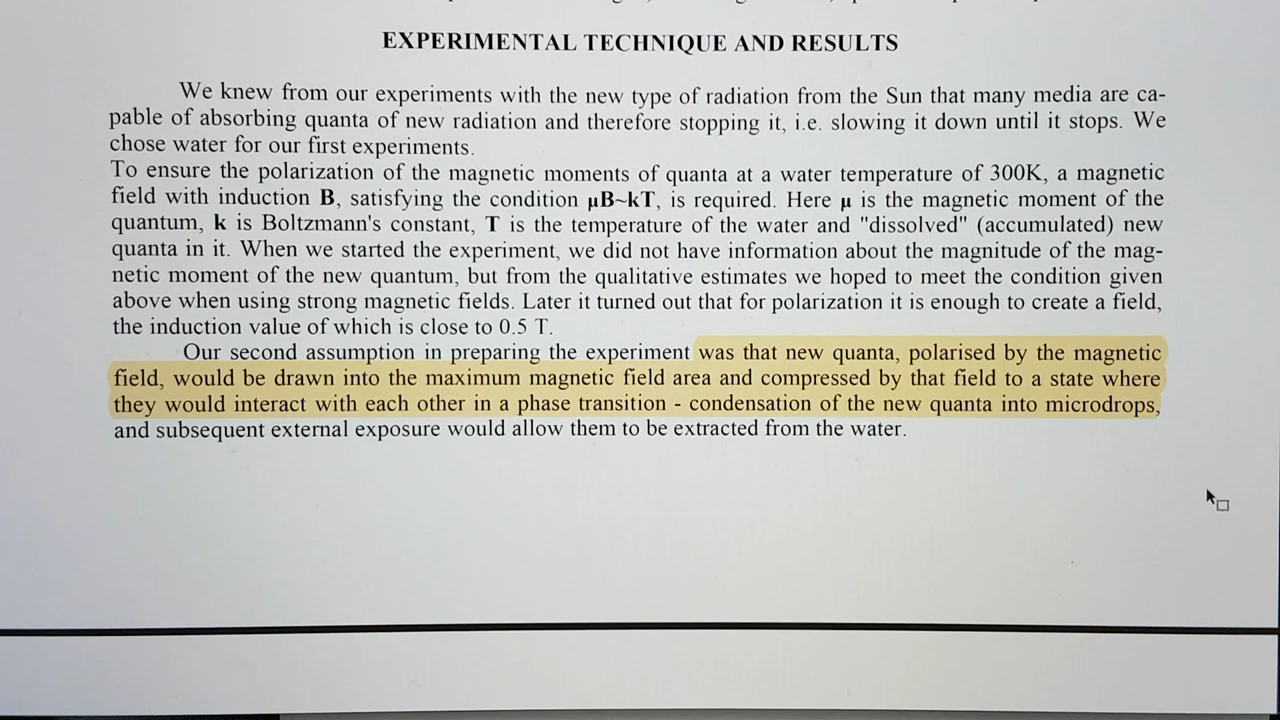 EXPERIMENTAL TECHNIQUE AND RESULTS
We knew from our experiments with the new type of radiation from the Sun that many media are ca-
pable of absorbing quanta of new radiation and therefore stopping it, i.e. slowing it down until it stops. We
chose water for our first experiments.
To ensure the polarization of the magnetic moments of quanta at a water temperature of 300K, a magnetic
field with induction B, satisfying the condition μB~kT, is required. Here μ is the magnetic moment of the
quantum, k is Boltzmann's constant, T is the temperature of the water and "dissolved" (accumulated) new
quanta in it. When we started the experiment, we did not have information about the magnitude of the mag-
netic moment of the new quantum, but from the qualitative estimates we hoped to meet the condition given
above when using strong magnetic fields. Later it turned out that for polarization it is enough to create a field,
the induction value of which is close to 0.5 T.
Our second assumption in preparing the experiment was that new quanta, polarised by the magnetic
field, would be drawn into the maximum magnetic field area and compressed by that field to a state where
they would interact with each other in a phase transition - condensation of the new quanta into microdrops,
and subsequent external exposure would allow them to be extracted from the water.